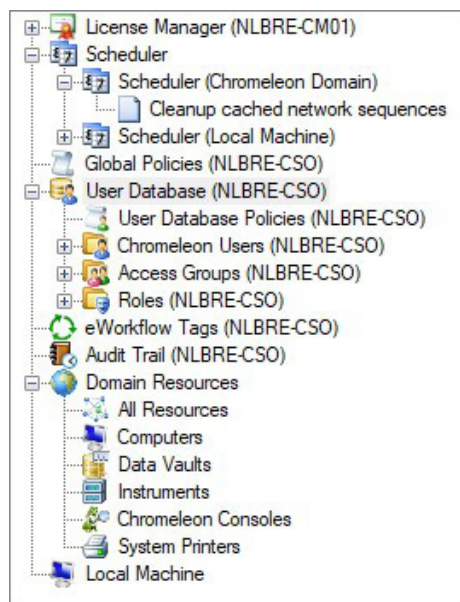 License Manager (NLBRE-CM01)
Scheduler
Scheduler (Chromeleon Domain)
Cleanup cached network sequences
Scheduler (Local Machine)
Global Policies (NLBRE-CSO)
User Database (NLBRE-CSO)
User Database Policies (NLBRE-CSO)
Chromeleon Users (NLBRE-CSO)
Access Groups (NLBRE-CSO)
Roles (NLBRE-CSO)
eWorkflow Tags (NLBRE-CSO)
Audit Trail (NLBRE-CSO)
Domain Resources
All Resources
Computers
Data Vaults
Instruments
Chromeleon Consoles
System Printers
Local Machine